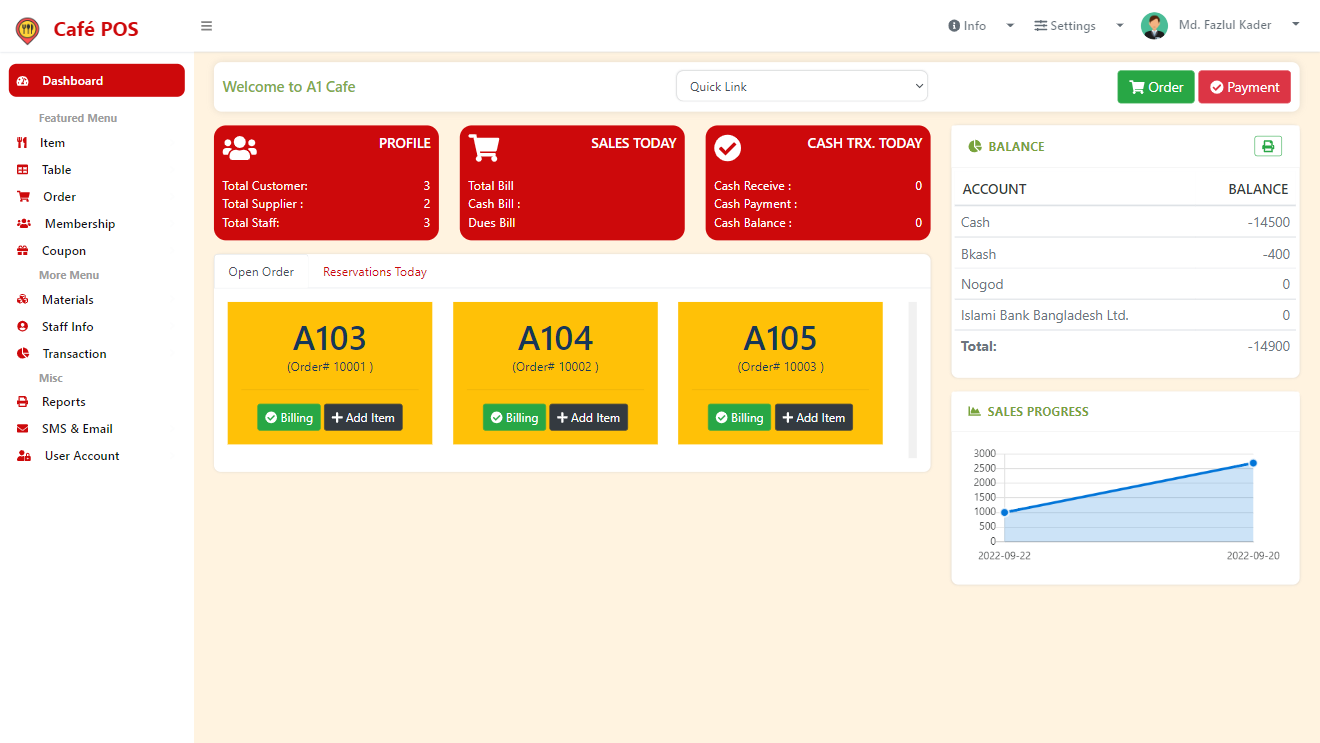 Café POS
Info
Settings
Md. Fazlul Kader
Dashboard
Featured Menu
Item
Table
Order
Membership
Coupon
More Menu
Materials
Staff Info
Transaction
Misc
Reports
SMS & Email
User Account
Welcome to A1 Cafe
Quick Link
Order
Payment
PROFILE
Total Customer: 3
Total Supplier : 2
Total Staff: 3
SALES TODAY
Total Bill
Cash Bill :
Dues Bill
CASH TRX. TODAY
Cash Receive : 0
Cash Payment :
Cash Balance : 0
Open Order
Reservations Today
A103
(Order# 10001 )
Billing
Add Item
A104
(Order# 10002 )
Billing
Add Item
A105
(Order# 10003 )
Billing
Add Item
BALANCE
ACCOUNT BALANCE
Cash -14500
Bkash -400
Nogod 0
Islami Bank Bangladesh Ltd. 0
Total: -14900
SALES PROGRESS
3000
2500
2000
1500
1000
500
0
2022-09-22 2022-09-20